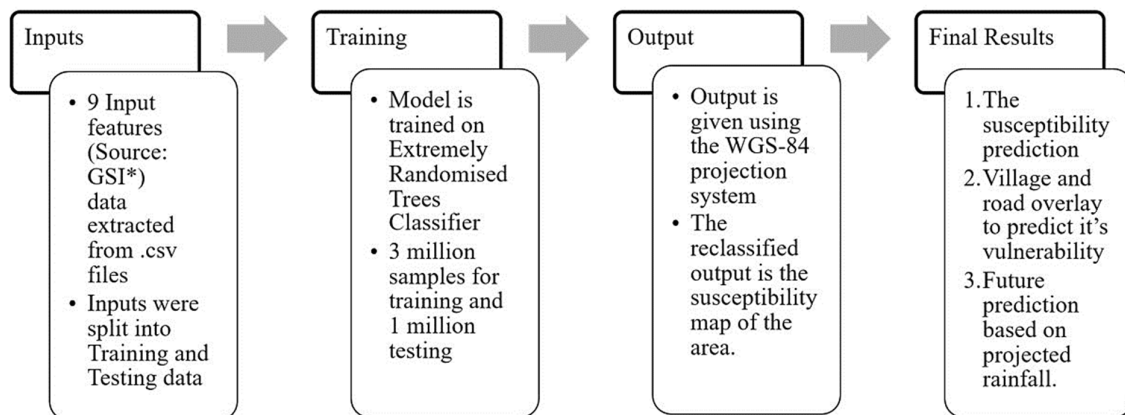 Inputs
• 9 Input
features
(Source:
GSI*)
data
extracted
from .csv
files
• Inputs were
split into
Training and
Testing data
Training
• Model is
trained on
Extremely
Randomised
Trees
Classifier
• 3 million
samples for
training and
1 million
testing
Output
• Output is
given using
the WGS-84
projection
system
• The
reclassified
output is the
susceptibility
map of the
area.
Final Results
1.The
susceptibility
prediction
2.Village and
road overlay
to predict it's
vulnerability
3.Future
prediction
based on
projected
rainfall.